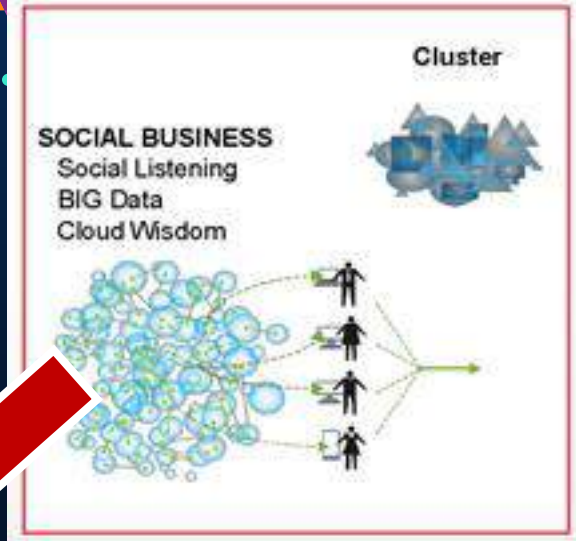 Cluster
SOCIAL BUSINESS
Social Listening
BIG Data
Cloud Wisdom